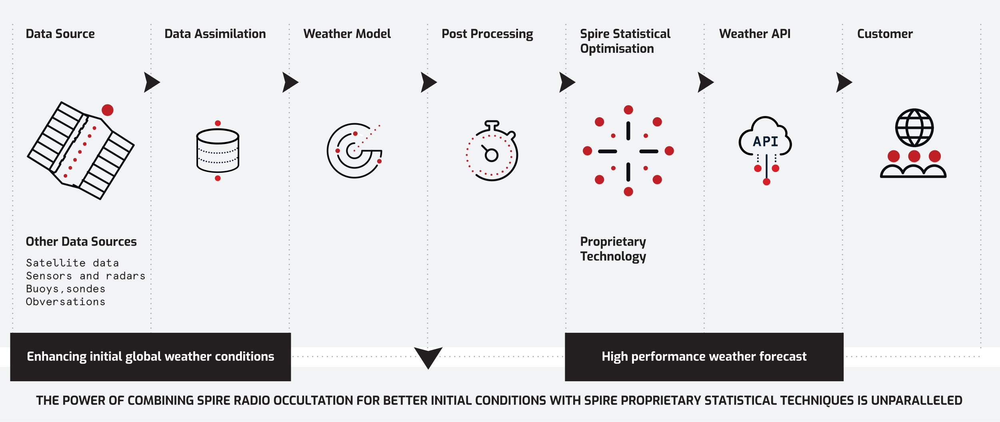 Data Source
Data Assimilation
Weather Model
Post Processing
Spire Statistical
Optimisation
Weather API
Customer
API
Other Data Sources
Satellite data
Sensors and radars
Buoys,sondes
Obversations
Proprietary
Technology
Enhancing initial global weather conditions
High performance weather forecast
THE POWER OF COMBINING SPIRE RADIO OCCULTATION FOR BETTER INITIAL CONDITIONS WITH SPIRE PROPRIETARY STATISTICAL TECHNIQUES IS UNPARALLELED